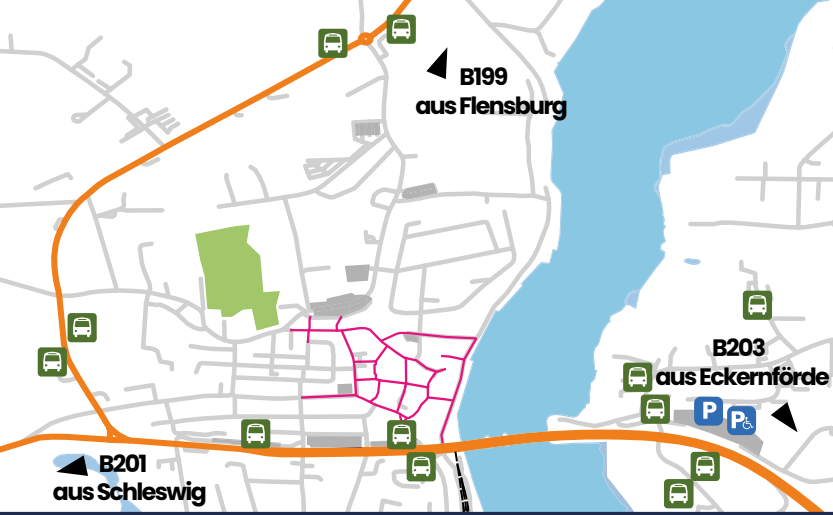 B199
aus Flensburg
B203
aus Eckernförde
P
P
B201
aus Schleswig